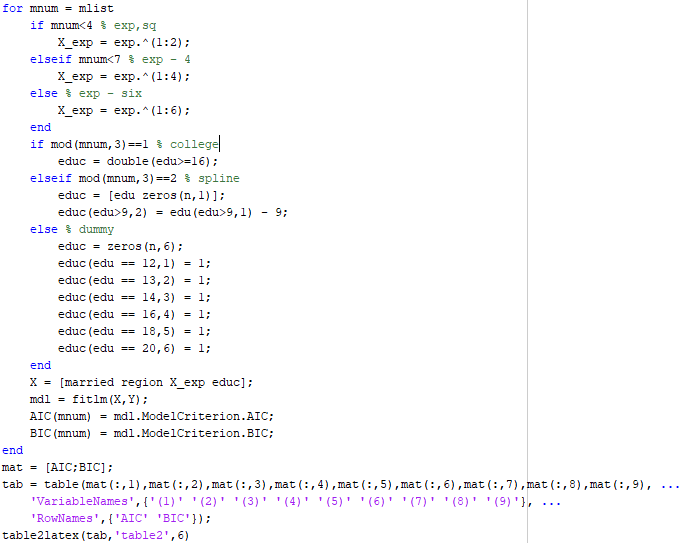 for mnum = mlist
    if mnum<4 % exp,sq
        X_exp = exp.^(1:2);
    elseif mnum<7 % exp - 4
        X_exp = exp.^(1:4);
    else % exp - six
        X_exp = exp.^(1:6);
    end
    if mod(mnum,3)==1 % college
        educ = double(edu>=16);
    elseif mod(mnum,3)==2 % spline
        educ = [edu zeros(n,1)];
        educ(edu>9,2) = edu(edu>9,1) - 9;
    else % dummy
        educ = zeros(n,6);
        educ(edu == 12,1) = 1;
        educ(edu == 13,2) = 1;
        educ(edu == 14,3) = 1;
        educ(edu == 16,4) = 1;
        educ(edu == 18,5) = 1;
        educ(edu == 20,6) = 1;
    end
    X = [married region X_exp educ];
    mdl = fitlm(X,Y);
    AIC(mnum) = mdl.ModelCriterion.AIC;
    BIC(mnum) = mdl.ModelCriterion.BIC;
end
mat = [AIC;BIC];
tab = table(mat(:,1),mat(:,2),mat(:,3),mat(:,4),mat(:,5),mat(:,6),mat(:,7),mat(:,8),mat(:,9), ...
    'VariableNames',{'(1)' '(2)' '(3)' '(4)' '(5)' '(6)' '(7)' '(8)' '(9)'}, ...
    'RowNames',{'AIC' 'BIC'});
table2latex(tab,'table2',6)